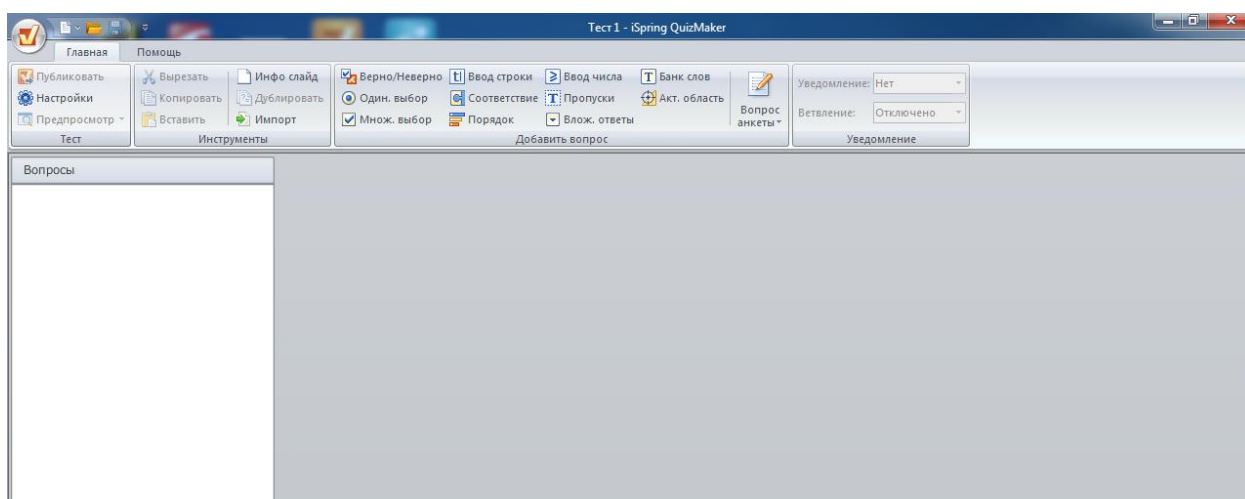 Тест 1 - iSpring QuizMaker
Главная Помощь
Публиковать Вырезать Инфо слайд Верно/Неверно Ввод строки Ввод числа Банк слов Уведомление: Нет
Настройки Копировать Дублировать Один. выбор Соответствие Пропуски Акт. область Вопрос анкеты Ветвление: Отключено
Предпросмотр Вставить Импорт Множ. выбор Порядок Влож. ответы
Тест Инструменты Добавить вопрос Уведомление
Вопросы